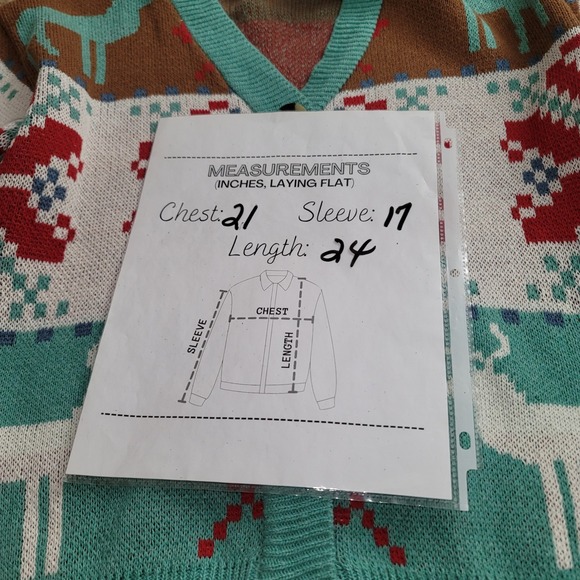 MEASUREMENTS
(INCHES, LAYING FLAT)
Chest: 21 Sleeve: 17
Length: 24
CHEST
SLEEVE
LENGTH